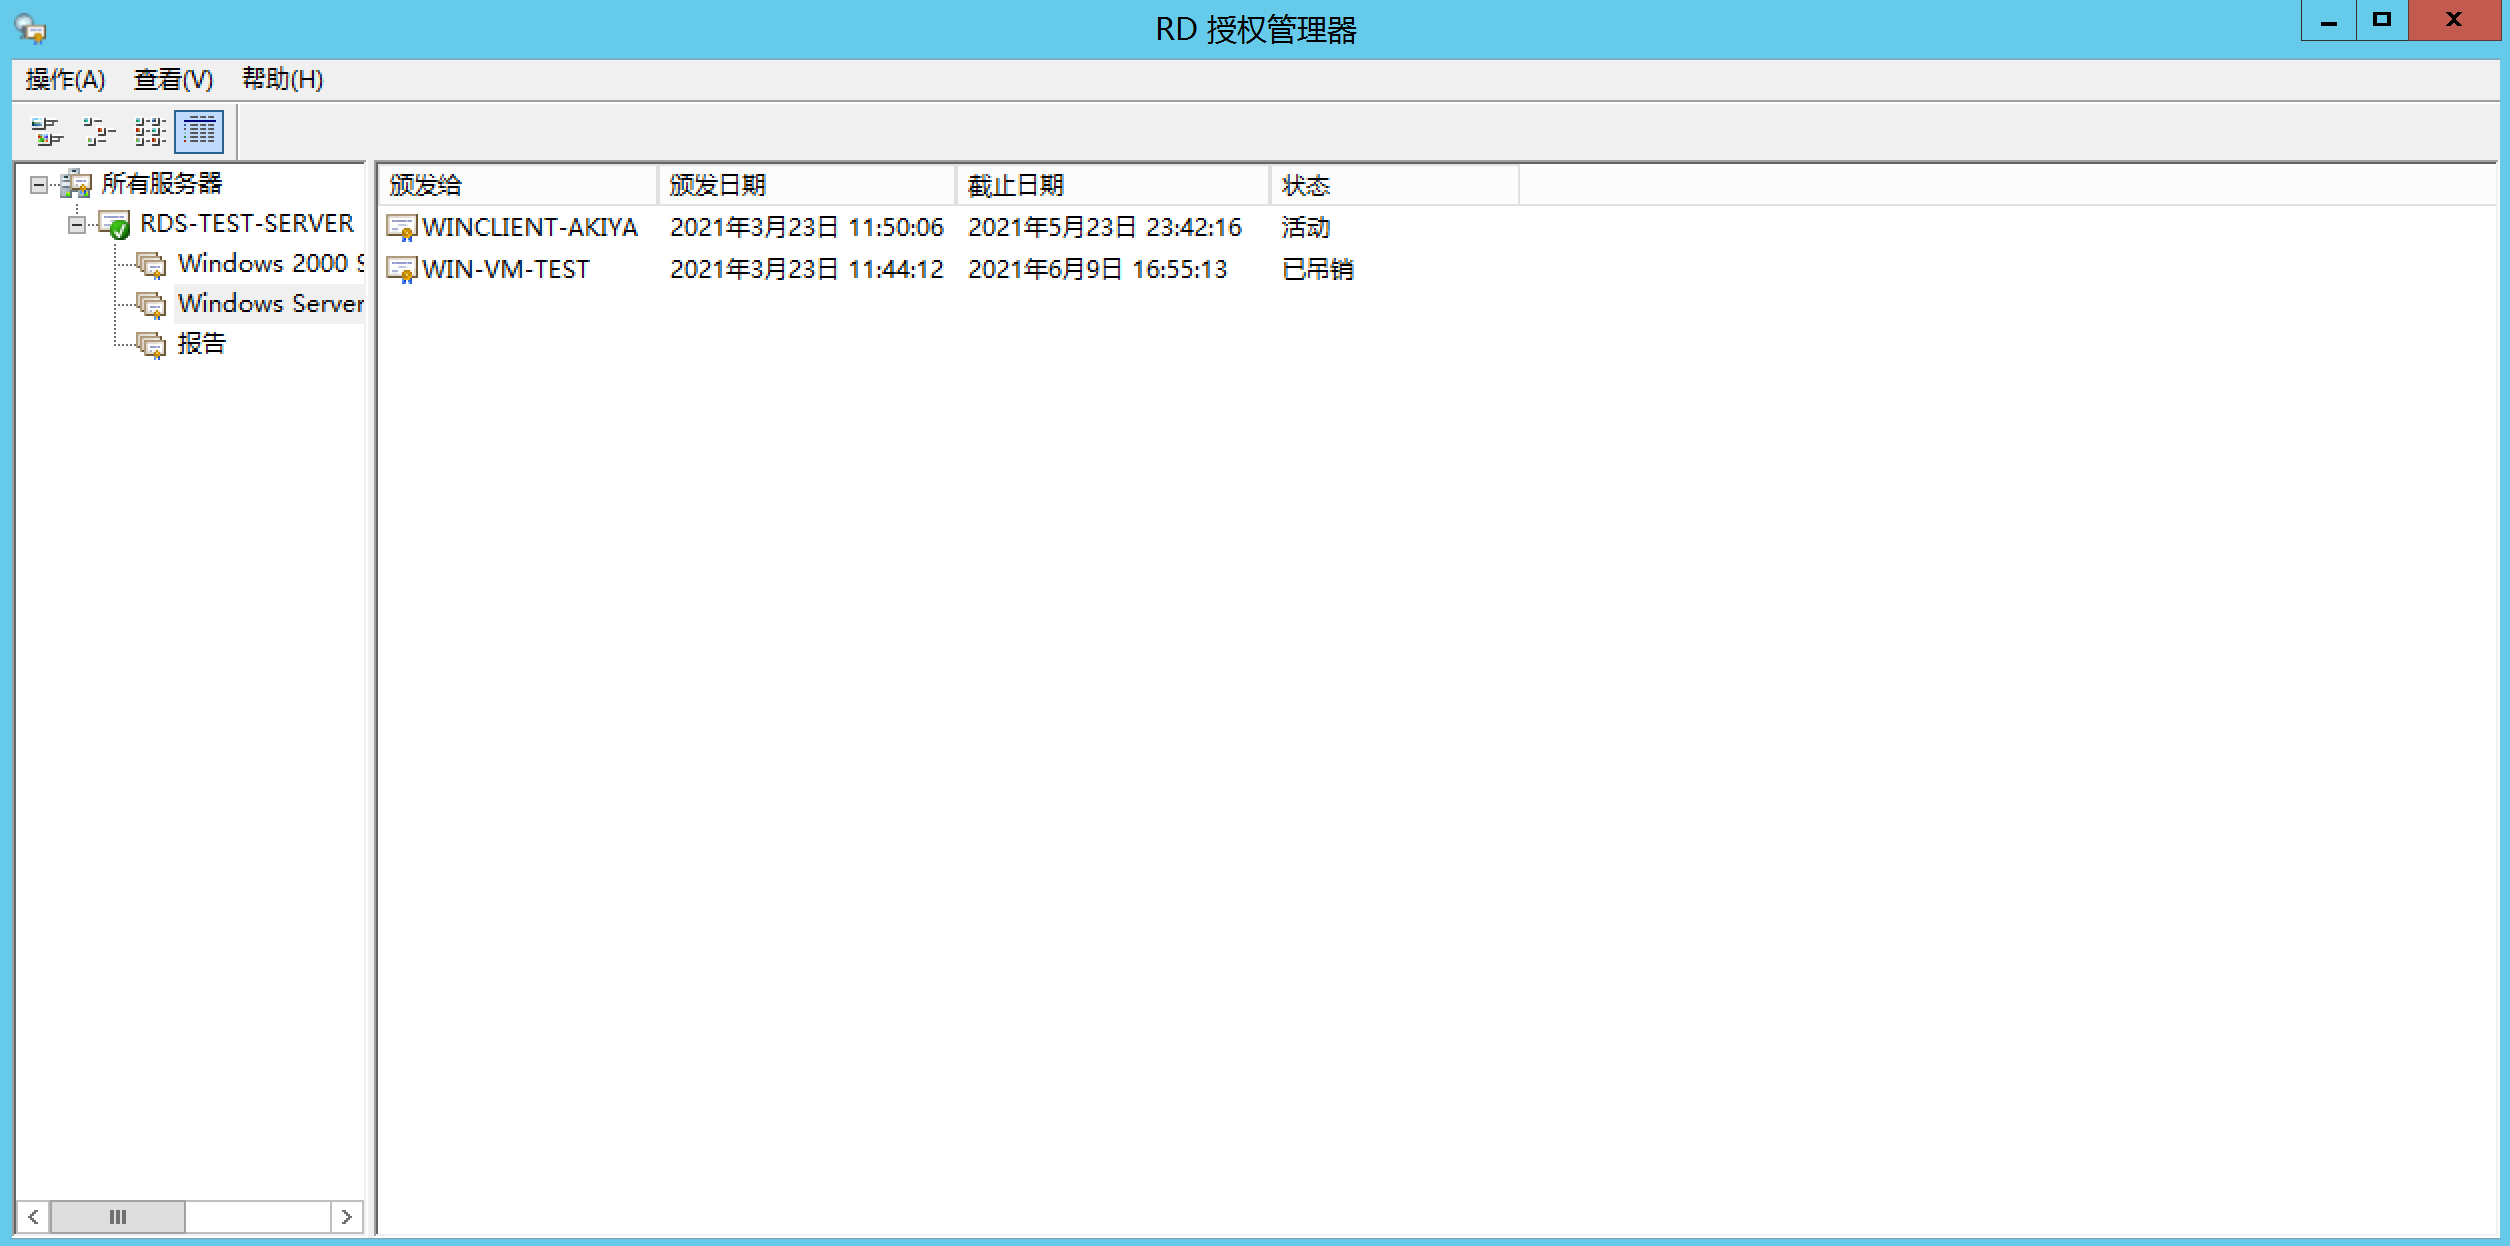 RD 授权管理器
操作(A) 查看(V) 帮助(H)
所有服务器
RDS-TEST-SERVER
Windows 2000 S
Windows Server
报告
颁发给 颁发日期 截止日期 状态
WINCLIENT-AKIYA 2021年3月23日 11:50:06 2021年5月23日 23:42:16 活动
WIN-VM-TEST 2021年3月23日 11:44:12 2021年6月9日 16:55:13 已吊销